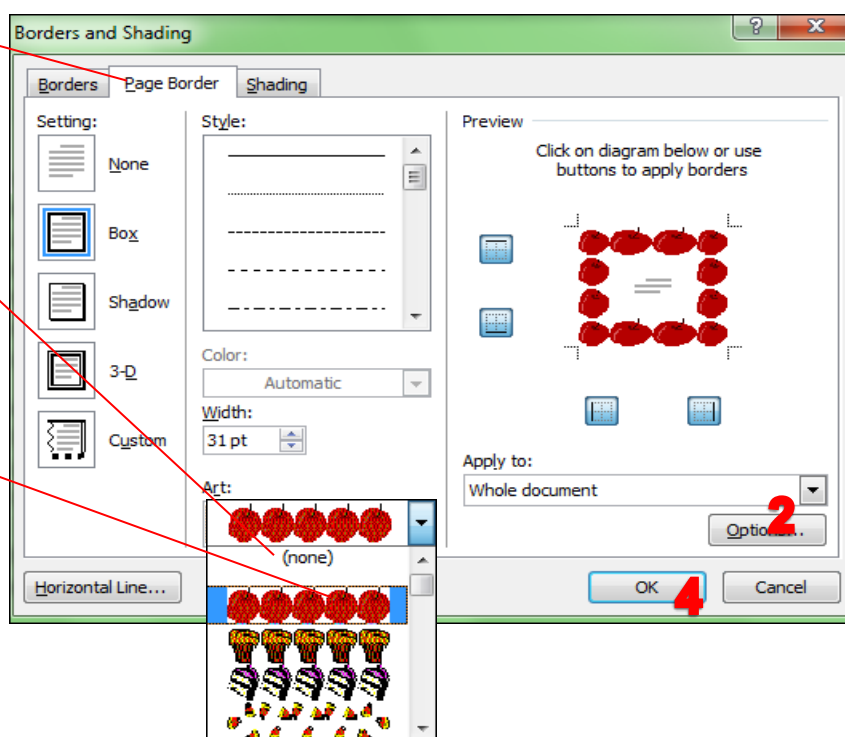 Borders and Shading
Borders Page Border Shading
Setting:
None
Box
Shadow
3-D
Custom
Style:
Color:
Automatic
Width:
31 pt
Art:
(none)
Preview
Click on diagram below or use
buttons to apply borders
Apply to:
Whole document
2
Horizontal Line...
OK
4
Cancel